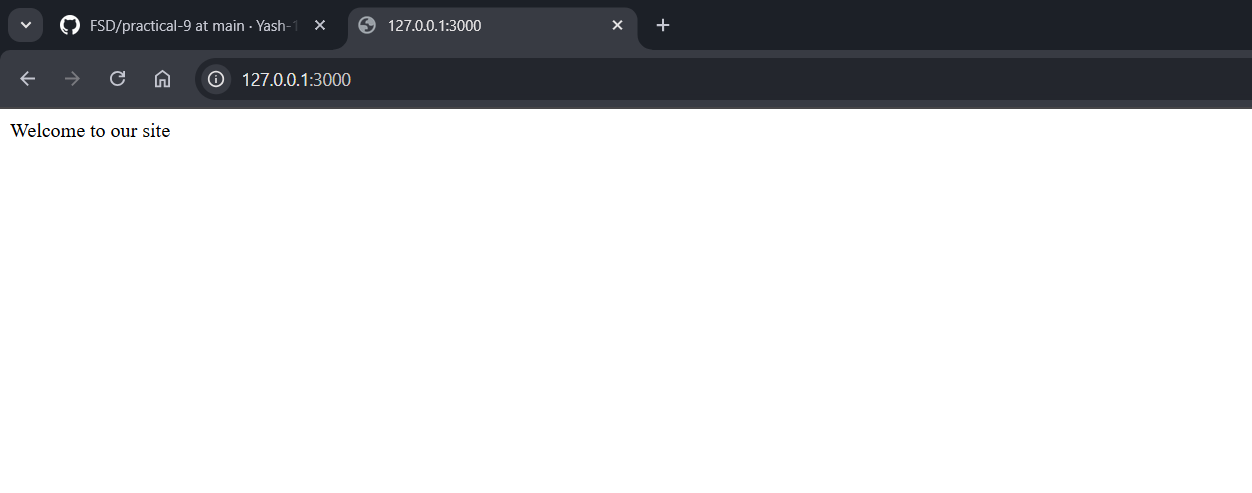 FSD/practical-9 at main · Yash-1
127.0.0.1:3000
127.0.0.1:3000
Welcome to our site